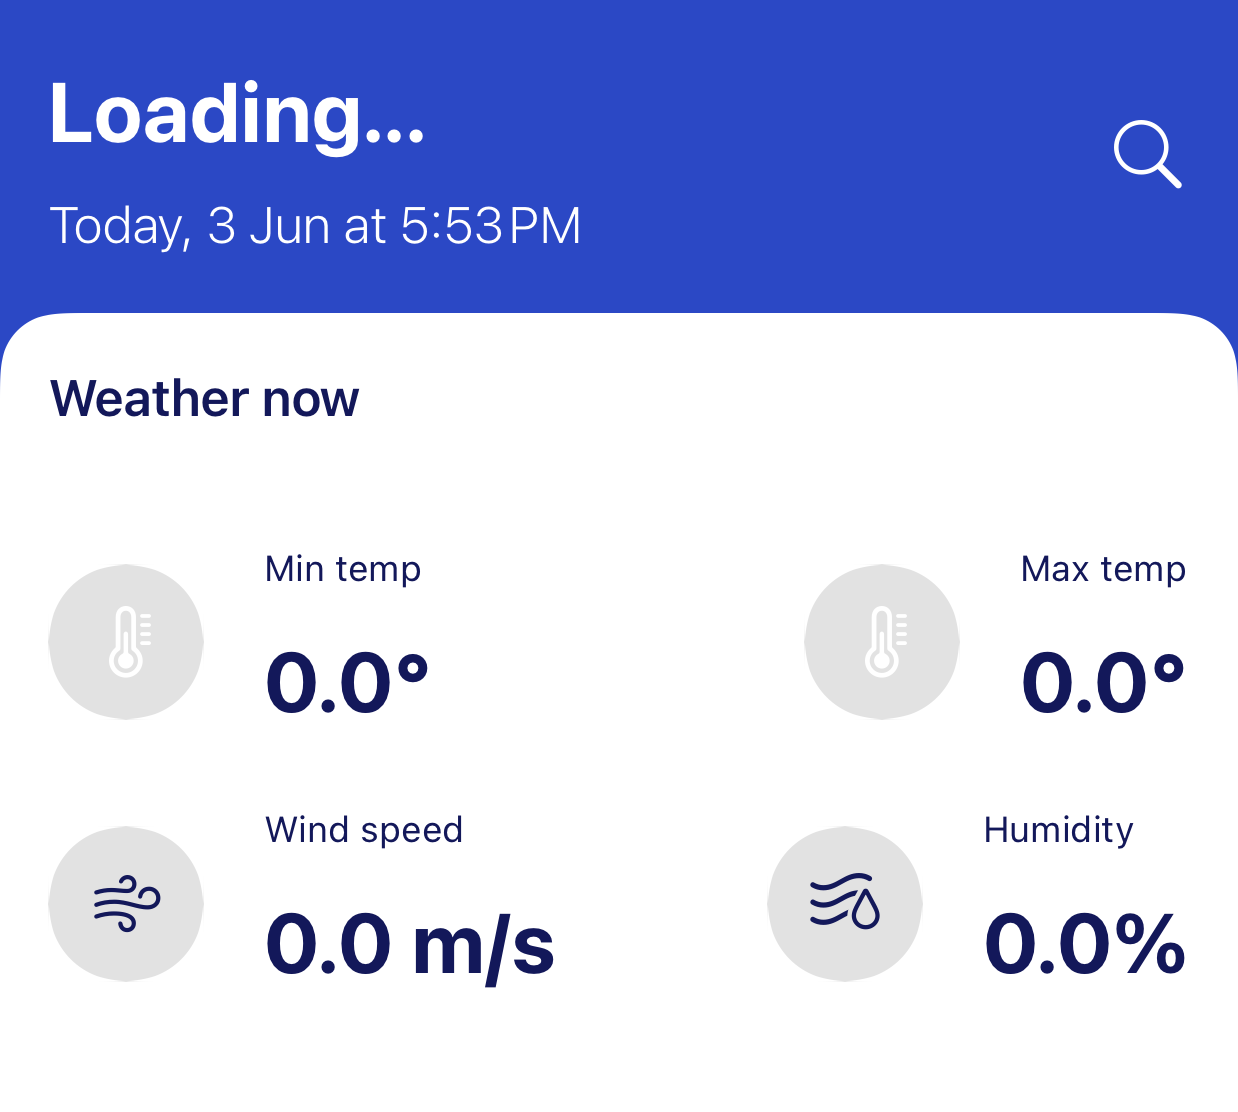 Loading...
Today, 3 Jun at 5:53 PM
Weather now
Min temp
0.0°
Max temp
0.0°
Wind speed
0.0 m/s
Humidity
0.0%